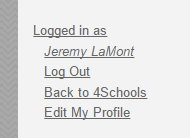 Logged in as
Jeremy LaMont
Log Out
Back to 4Schools
Edit My Profile